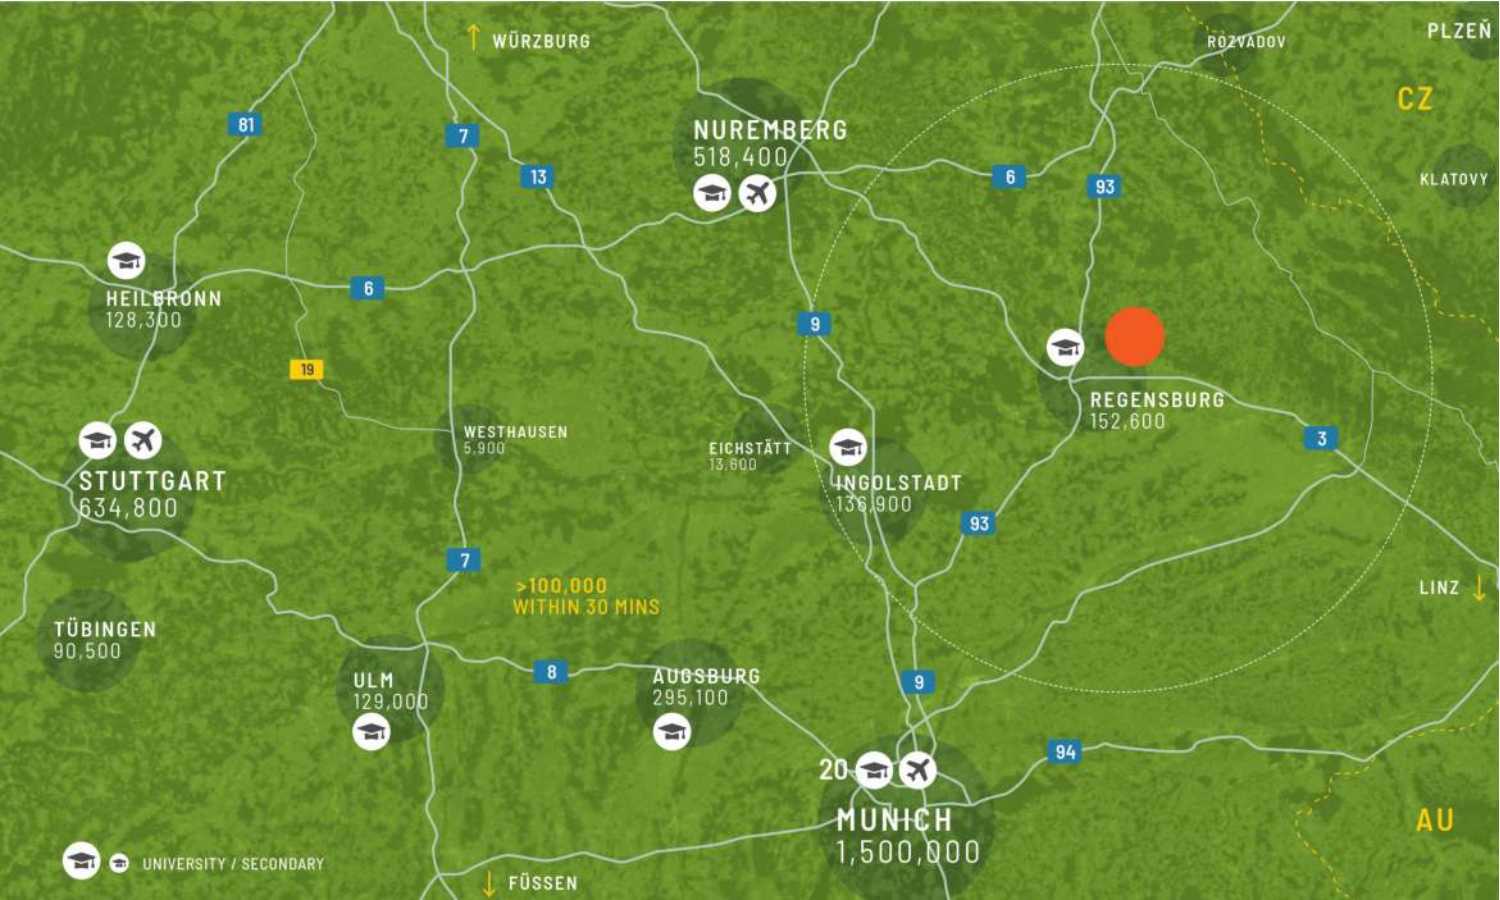 WÜRZBURG
ROZVADOV
PLZEŇ
CZ
81
7
NUREMBERG
518,400
13
6
93
KLATOVY
HEILBRONN
128,300
6
9
19
REGENSBURG
152,600
WESTHAUSEN
5,900
EICHSTÄTT
13,600
3
STUTTGART
634,800
INGOLSTADT
136,900
93
7
>100,000
WITHIN 30 MINS
LINZ
TÜBINGEN
90,500
ULM
129,000
8
AUGSBURG
295,100
9
94
20
MUNICH
1,500,000
AU
UNIVERSITY / SECONDARY
FÜSSEN